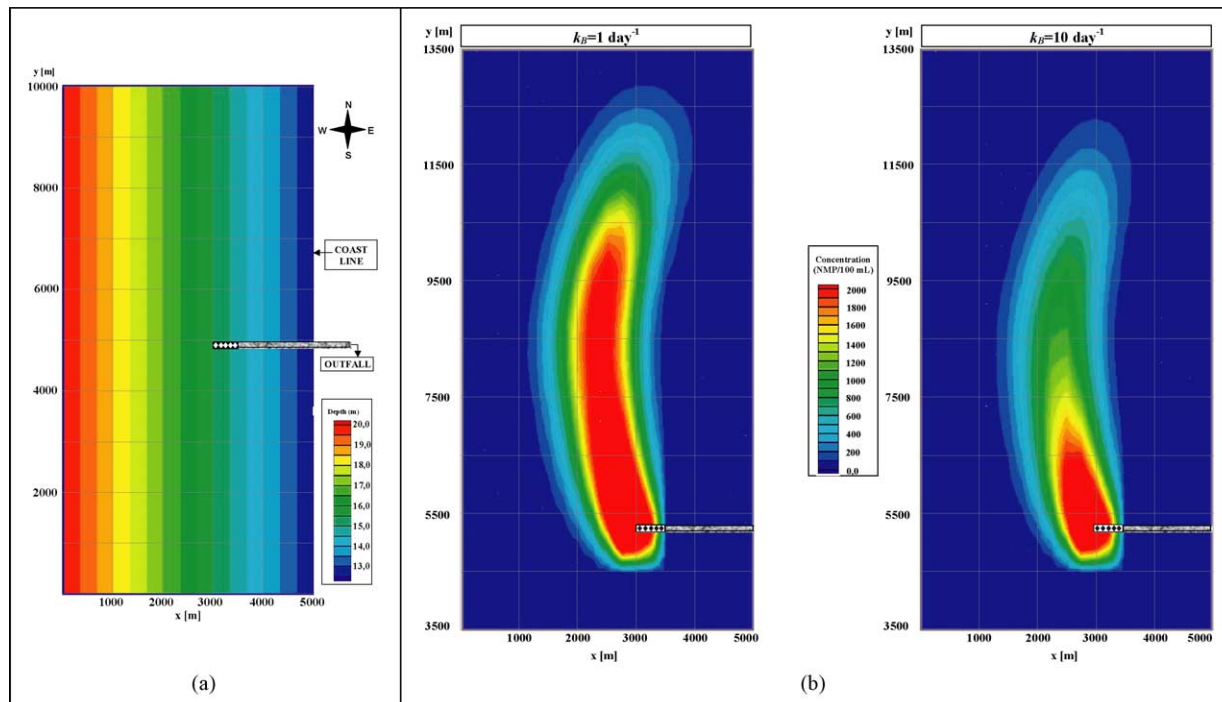 y [m]
10000
8000
6000
4000
2000
1000 2000 3000 4000 5000
x [m]
N
W E
S
COAST
LINE
OUTFALL
Depth (m)
20,0
19,0
18,0
17,0
16,0
15,0
14,0
13,0
(a)
y [m]
k_B=1 day⁻¹
13500
11500
9500
7500
5500
3500
1000 2000 3000 4000 5000
x [m]
Concentration
(NMP/100 mL)
2000
1800
1600
1400
1200
1000
800
600
400
200
0,0
y [m]
k_B=10 day⁻¹
13500
11500
9500
7500
5500
3500
1000 2000 3000 4000 5000
x [m]
(b)